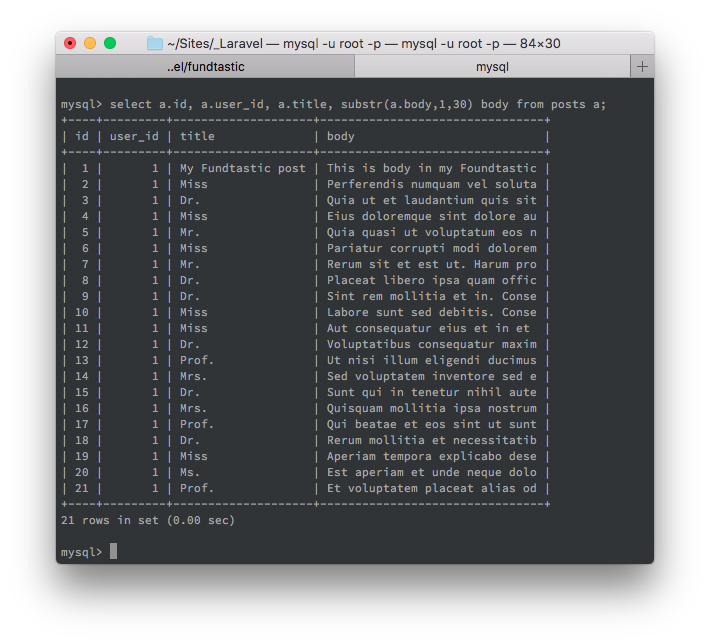 ~/Sites/_Laravel — mysql -u root -p — mysql -u root -p — 84×30
..el/fundtastic mysql +
mysql> select a.id, a.user_id, a.title, substr(a.body,1,30) body from posts a;
+----+---------+--------------------+--------------------------------+
| id | user_id | title | body |
+----+---------+--------------------+--------------------------------+
| 1 | 1 | My Fundtastic post | This is body in my Foundtastic |
| 2 | 1 | Miss | Perferendis numquam vel soluta |
| 3 | 1 | Dr. | Quia ut et laudantium quis sit |
| 4 | 1 | Miss | Eius doloremque sint dolore au |
| 5 | 1 | Mr. | Quia quasi ut voluptatum eos n |
| 6 | 1 | Miss | Pariatur corrupti modi dolorem |
| 7 | 1 | Mr. | Rerum sit et est ut. Harum pro |
| 8 | 1 | Dr. | Placeat libero ipsa quam offic |
| 9 | 1 | Dr. | Sint rem mollitia et in. Conse |
| 10 | 1 | Miss | Labore sunt sed debitis. Conse |
| 11 | 1 | Miss | Aut consequatur eius et in et |
| 12 | 1 | Dr. | Voluptatibus consequatur maxim |
| 13 | 1 | Prof. | Ut nisi illum eligendi ducimus |
| 14 | 1 | Mrs. | Sed voluptatem inventore sed e |
| 15 | 1 | Dr. | Sunt qui in tenetur nihil aute |
| 16 | 1 | Mrs. | Quisquam mollitia ipsa nostrum |
| 17 | 1 | Prof. | Qui beatae et eos sint ut sunt |
| 18 | 1 | Dr. | Rerum mollitia et necessitatib |
| 19 | 1 | Miss | Aperiam tempora explicabo dese |
| 20 | 1 | Ms. | Est aperiam et unde neque dolo |
| 21 | 1 | Prof. | Et voluptatem placeat alias od |
+----+---------+--------------------+--------------------------------+
21 rows in set (0.00 sec)
mysql>